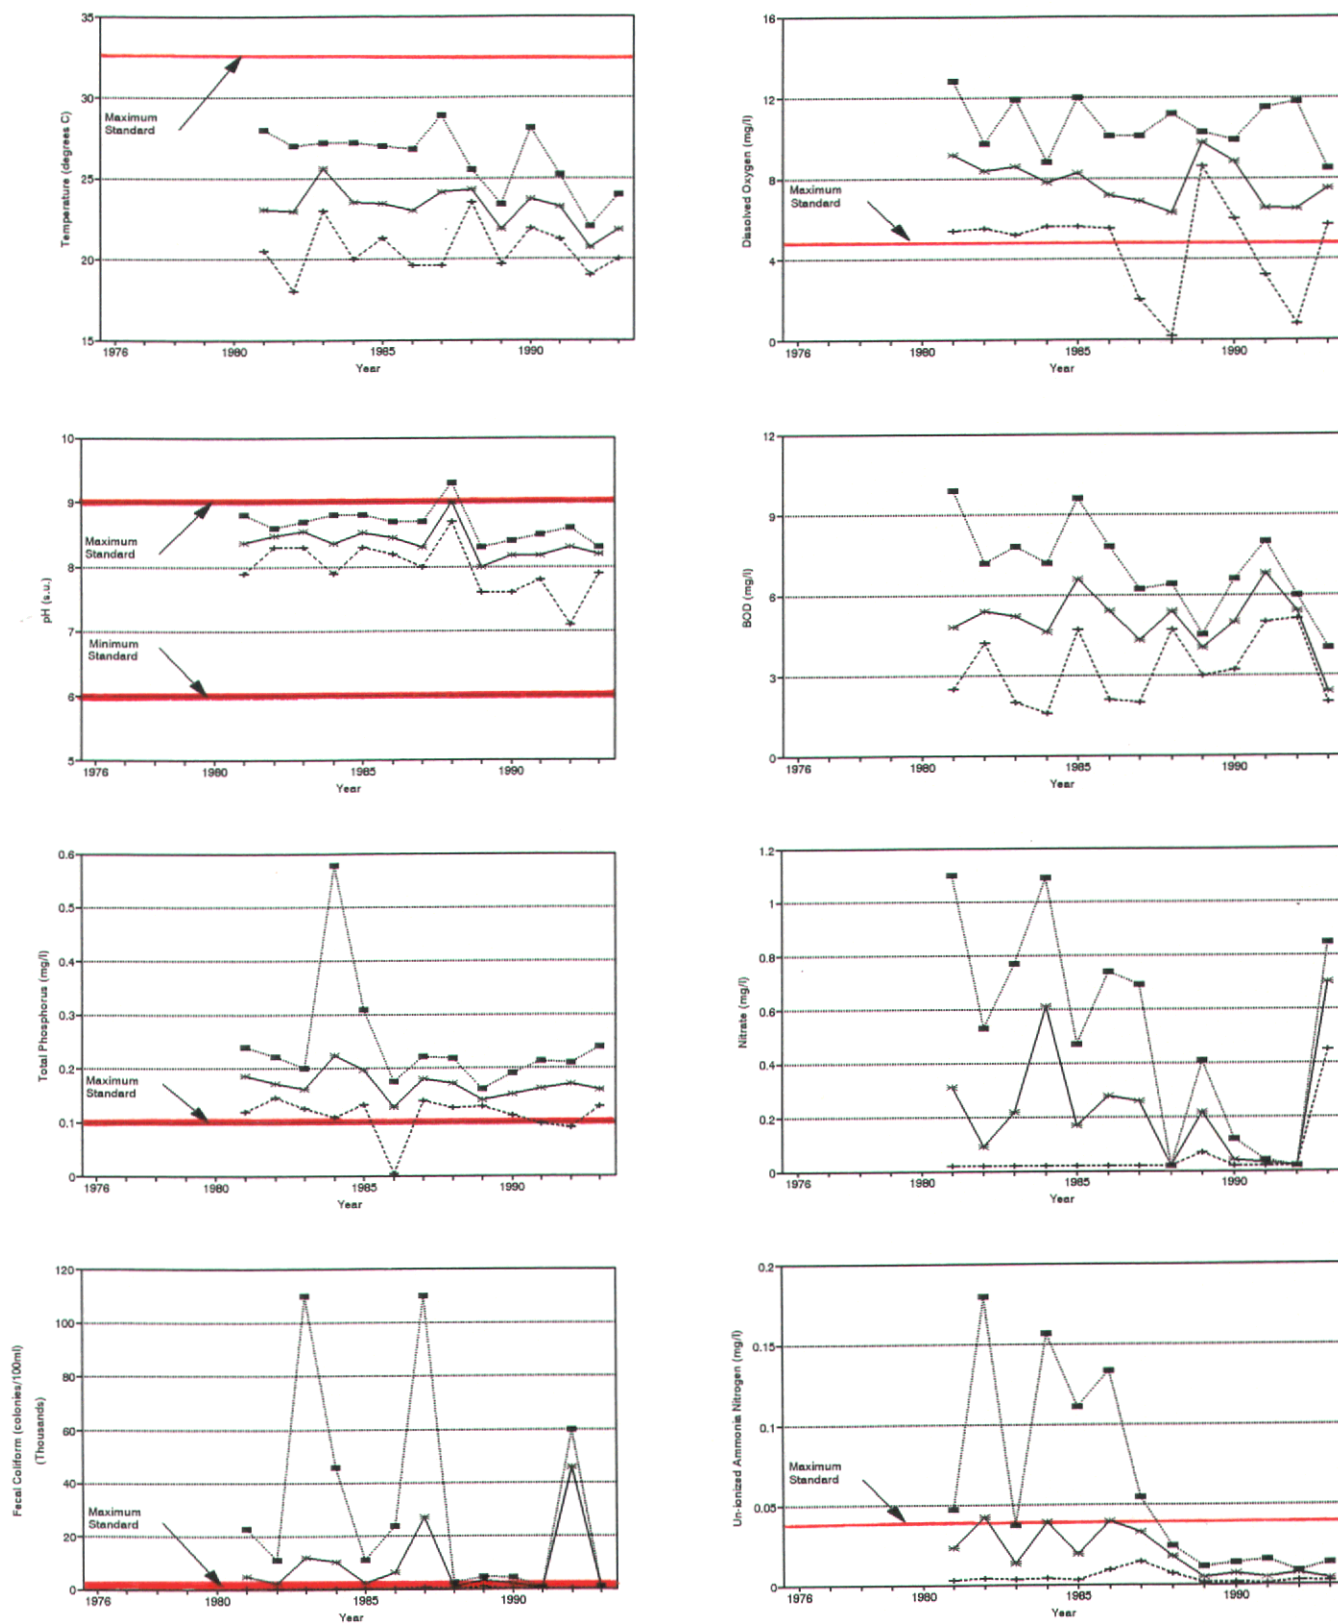 35
30
25
20
15
Temperature (degrees C)
Maximum
Standard
1976
1980
1985
1990
Year
16
12
8
4
0
Dissolved Oxygen (mg/l)
Maximum
Standard
1976
1980
1985
1990
Year
10
9
8
7
6
5
pH (s.u.)
Maximum
Standard
Minimum
Standard
1976
1980
1985
1990
Year
12
9
6
3
0
BOD (mg/l)
1976
1980
1985
1990
Year
0.6
0.5
0.4
0.3
0.2
0.1
0
Total Phosphorus (mg/l)
Maximum
Standard
1976
1980
1985
1990
Year
1.2
1
0.8
0.6
0.4
0.2
0
Nitrate (mg/l)
1976
1980
1985
1990
Year
120
100
80
60
40
20
0
Fecal Coliform (colonies/100ml)
(Thousands)
Maximum
Standard
1976
1980
1985
1990
Year
0.2
0.15
0.1
0.05
0
Un-ionized Ammonia Nitrogen (mg/l)
Maximum
Standard
1976
1980
1985
1990
Year